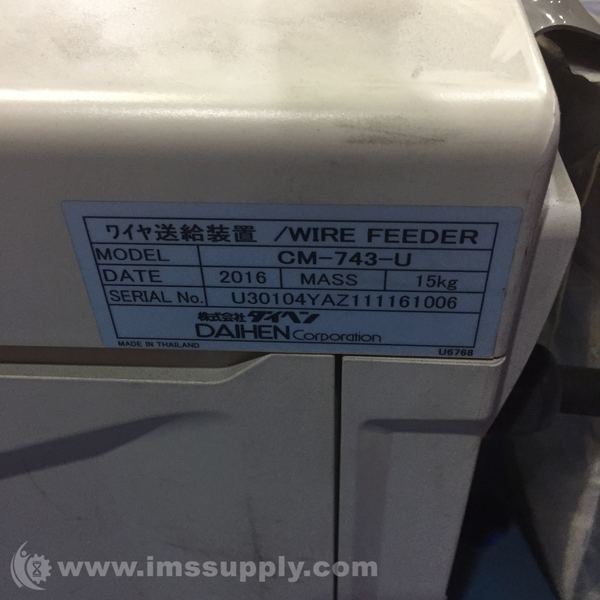 ワイヤ送給装置 /WIRE FEEDER
MODEL CM-743-U
DATE 2016 MASS 15kg
SERIAL No. U30104YAZ111161006
株式会社ダイヘン
DAIHEN Corporation
MADE IN THAILAND U6768
www.imssupply.com